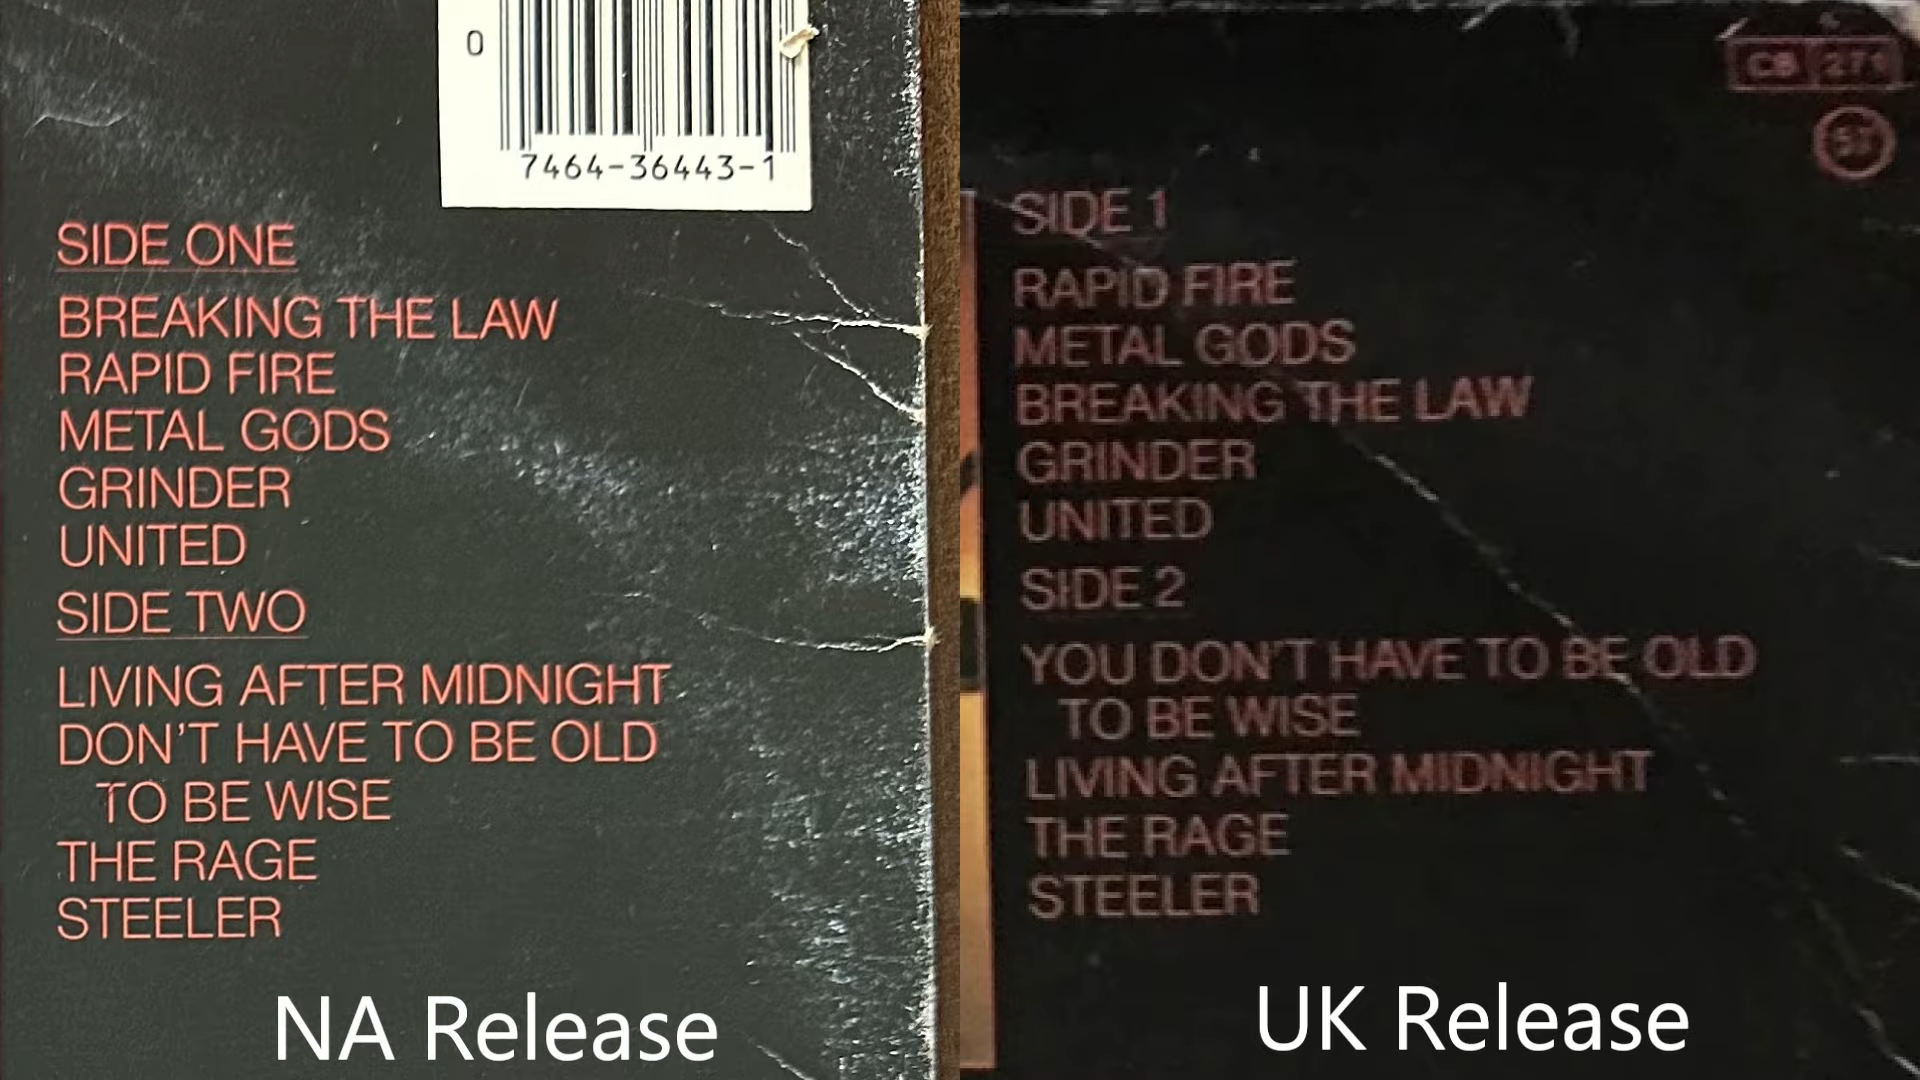 0
7464-36443-1
SIDE ONE
BREAKING THE LAW
RAPID FIRE
METAL GODS
GRINDER
UNITED
SIDE TWO
LIVING AFTER MIDNIGHT
DON'T HAVE TO BE OLD
TO BE WISE
THE RAGE
STEELER
NA Release
CB
SIDE 1
RAPID FIRE
METAL GODS
BREAKING THE LAW
GRINDER
UNITED
SIDE 2
YOU DON'T HAVE TO BE OLD
TO BE WISE
LIVING AFTER MIDNIGHT
THE RAGE
STEELER
UK Release